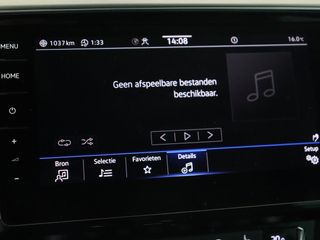 MENU
1037 km 1:33 14:08 16.0°C
HOME
Geen afspeelbare bestanden
beschikbaar.
Bron Selectie Favorieten Details Setup